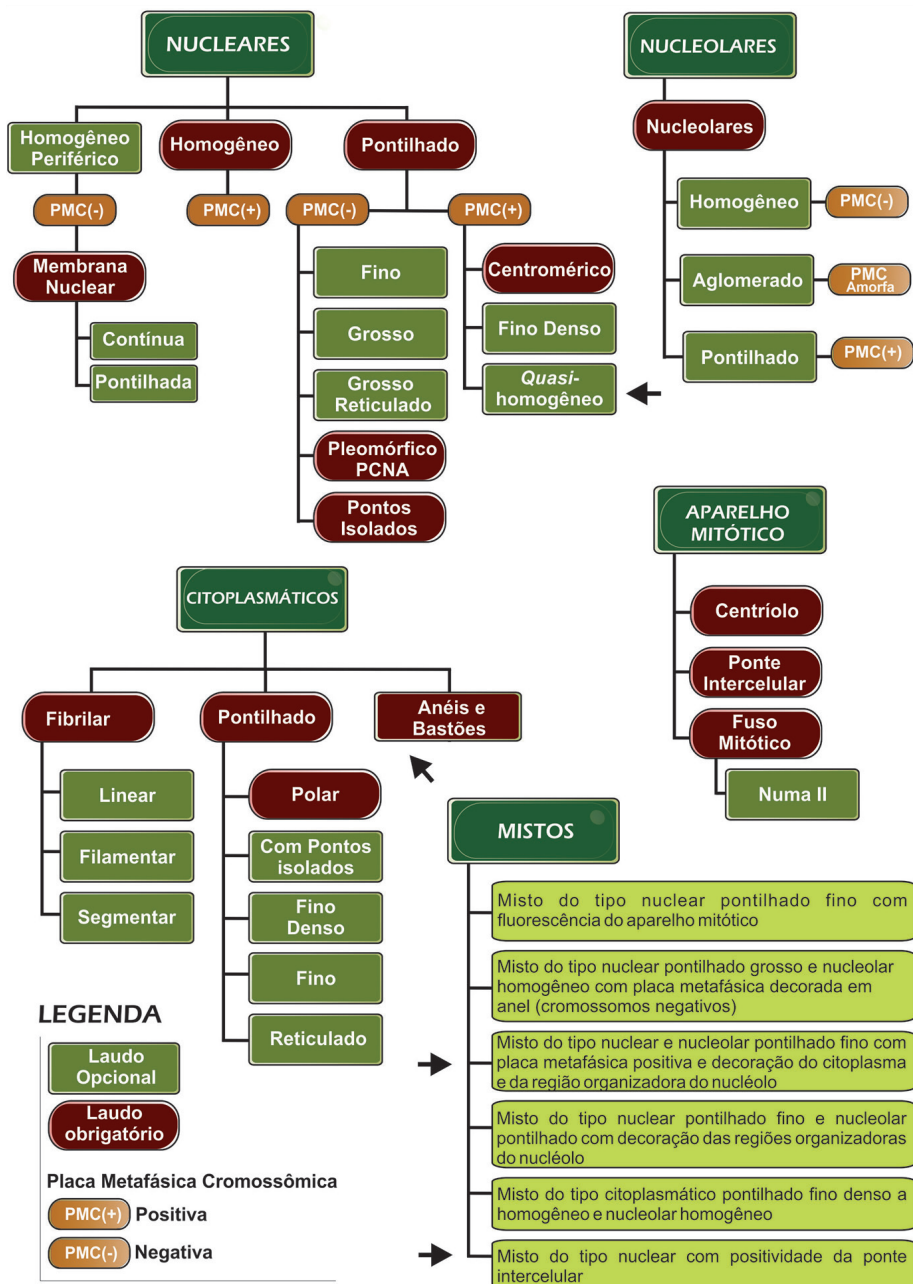 NUCLEARES
Homogêneo
Periférico
PMC(-)
Membrana
Nuclear
Contínua
Pontilhada
Homogêneo
PMC(+)
Pontilhado
PMC(-)
Fino
Grosso
Grosso
Reticulado
Pleomórfico
PCNA
Pontos
Isolados
PMC(+)
Centromérico
Fino Denso
Quasi-
homogêneo
NUCLEOLARES
Nucleolares
Homogêneo
PMC(-)
Aglomerado
PMC
Amorfa
Pontilhado
PMC(+)
APARELHO
MITÓTICO
Centríolo
Ponte
Intercelular
Fuso
Mitótico
Numa II
CITOPLASMÁTICOS
Fibrilar
Linear
Filamentar
Segmentar
Pontilhado
Polar
Com Pontos
isolados
Fino
Denso
Fino
Reticulado
Anéis e
Bastões
MISTOS
Misto do tipo nuclear pontilhado fino com
fluorescência do aparelho mitótico
Misto do tipo nuclear pontilhado grosso e nucleolar
homogêneo com placa metafásica decorada em
anel (cromossomos negativos)
Misto do tipo nuclear e nucleolar pontilhado fino com
placa metafásica positiva e decoração do citoplasma
e da região organizadora do nucléolo
Misto do tipo nuclear pontilhado fino e nucleolar
pontilhado com decoração das regiões organizadoras
do nucléolo
Misto do tipo citoplasmático pontilhado fino denso a
homogêneo e nucleolar homogêneo
Misto do tipo nuclear com positividade da ponte
intercelular
LEGENDA
Laudo
Opcional
Laudo
obrigatório
Placa Metafásica Cromossômica
PMC(+) Positiva
PMC(-) Negativa